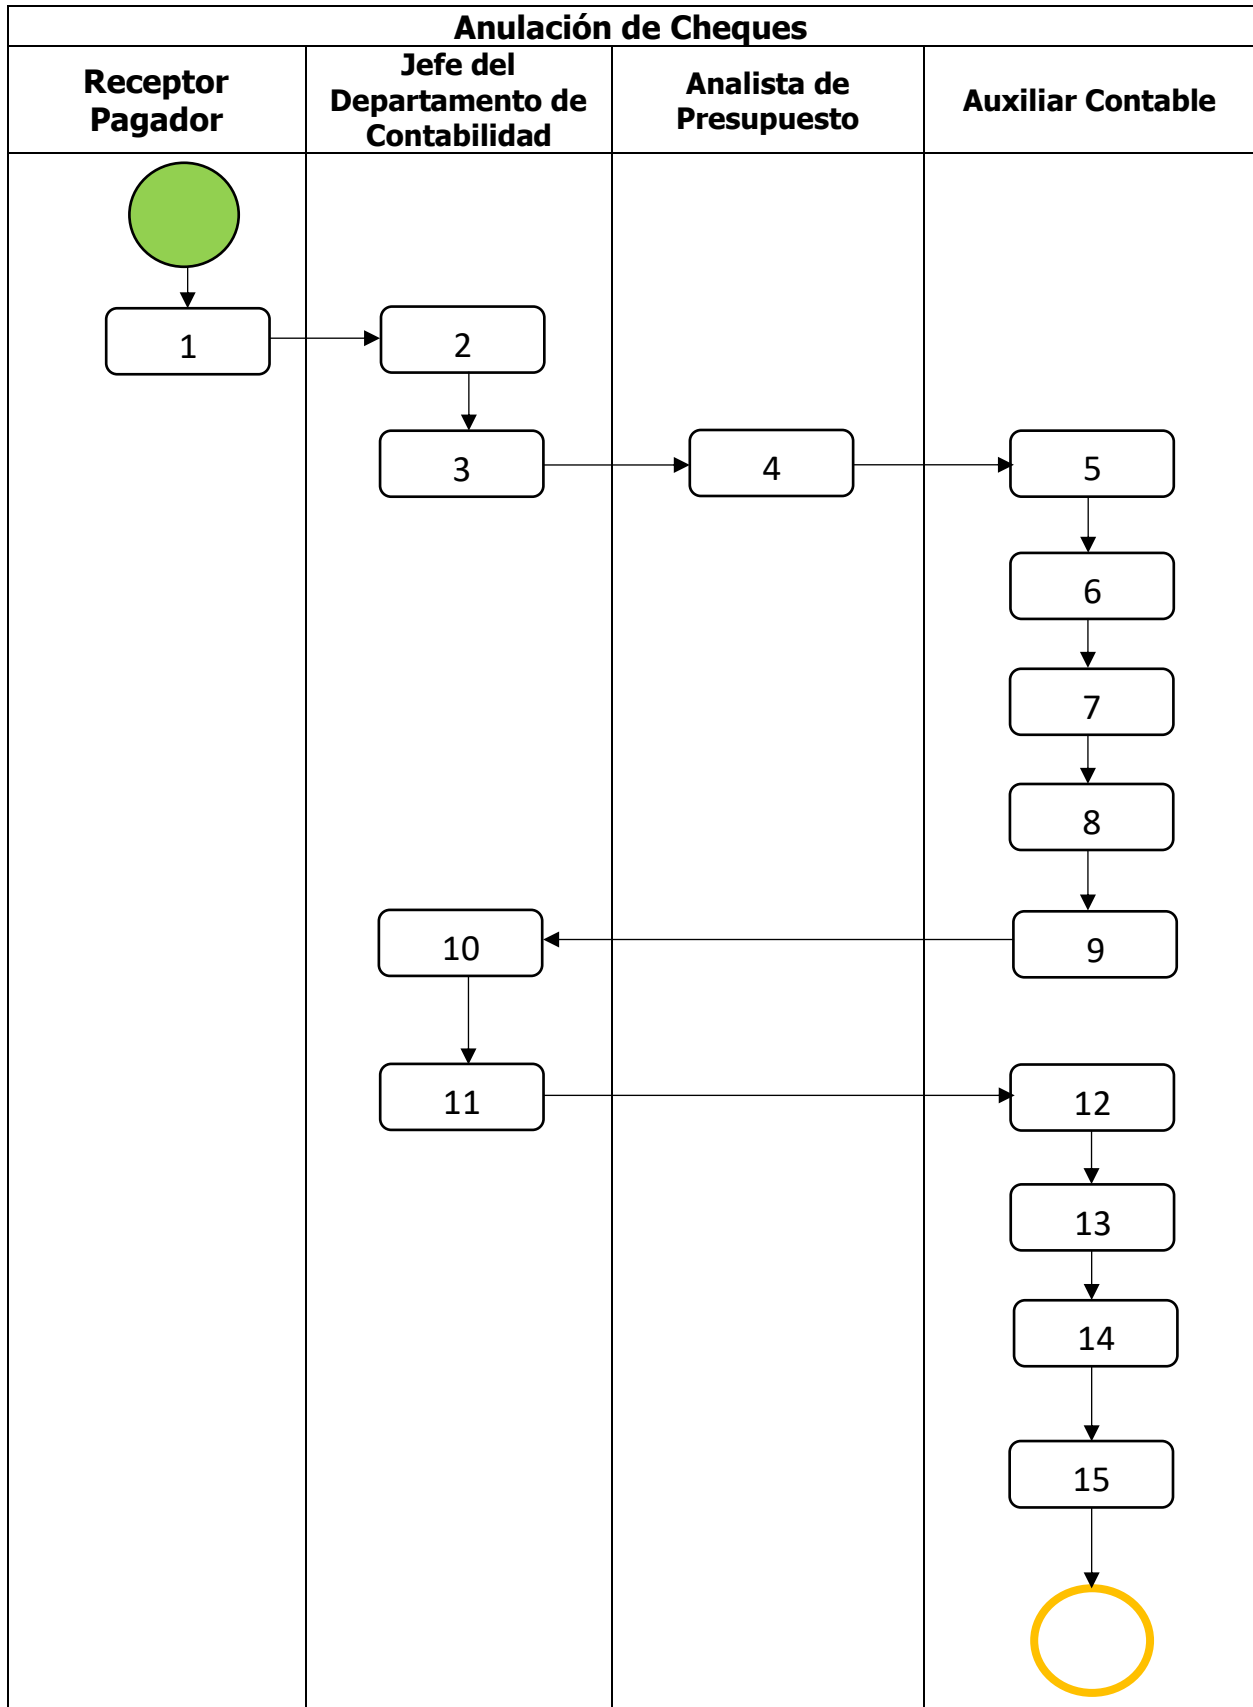 Anulación de Cheques
Receptor
Pagador
Jefe del
Departamento de
Contabilidad
Analista de
Presupuesto
Auxiliar Contable
1
2
3
4
5
6
7
8
9
10
11
12
13
14
15